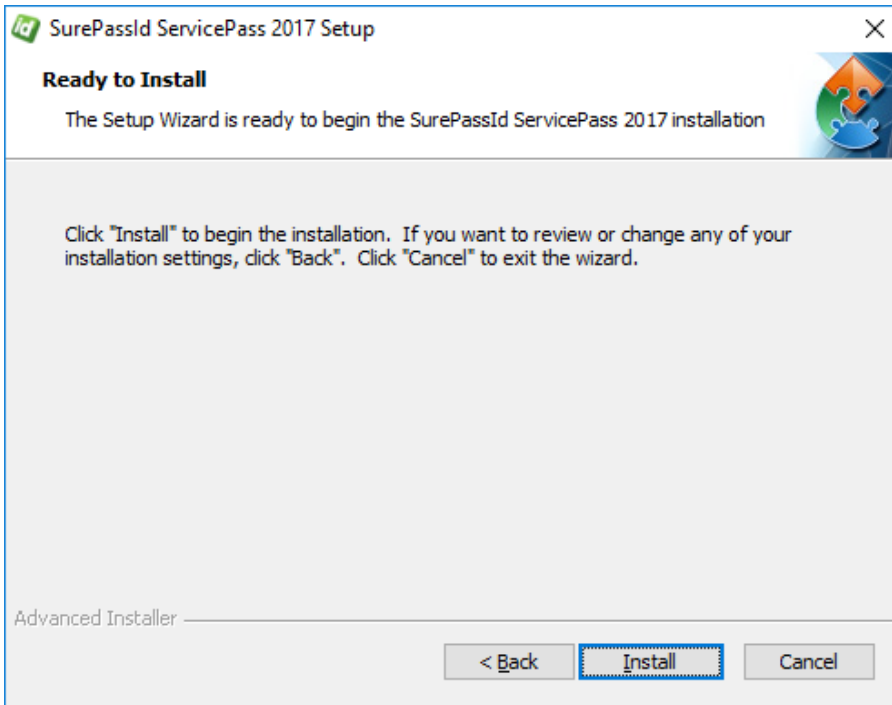 SurePassId ServicePass 2017 Setup
Ready to Install
The Setup Wizard is ready to begin the SurePassId ServicePass 2017 installation
Click "Install" to begin the installation.  If you want to review or change any of your
installation settings, click "Back".  Click "Cancel" to exit the wizard.
Advanced Installer
< Back
Install
Cancel